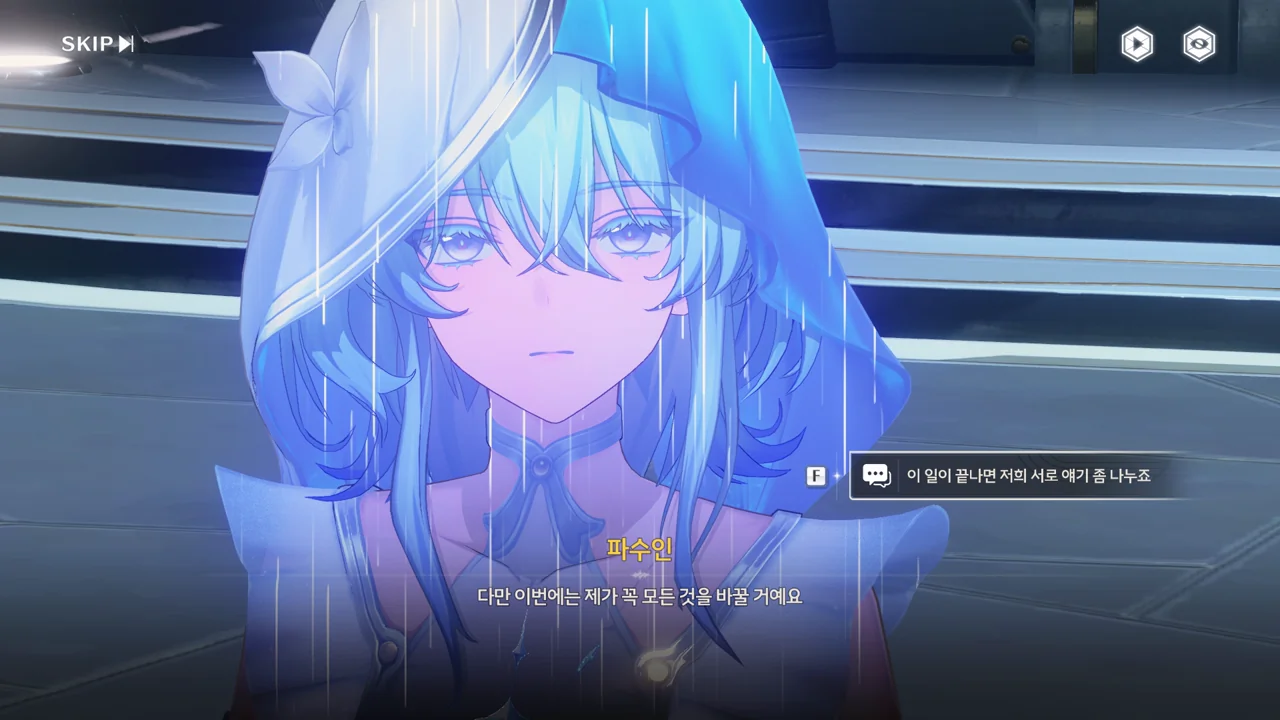 SKIP
F
이 일이 끝나면 저희 서로 얘기 좀 나누죠
파수인
다만 이번에는 제가 꼭 모든 것을 바꿀 거예요